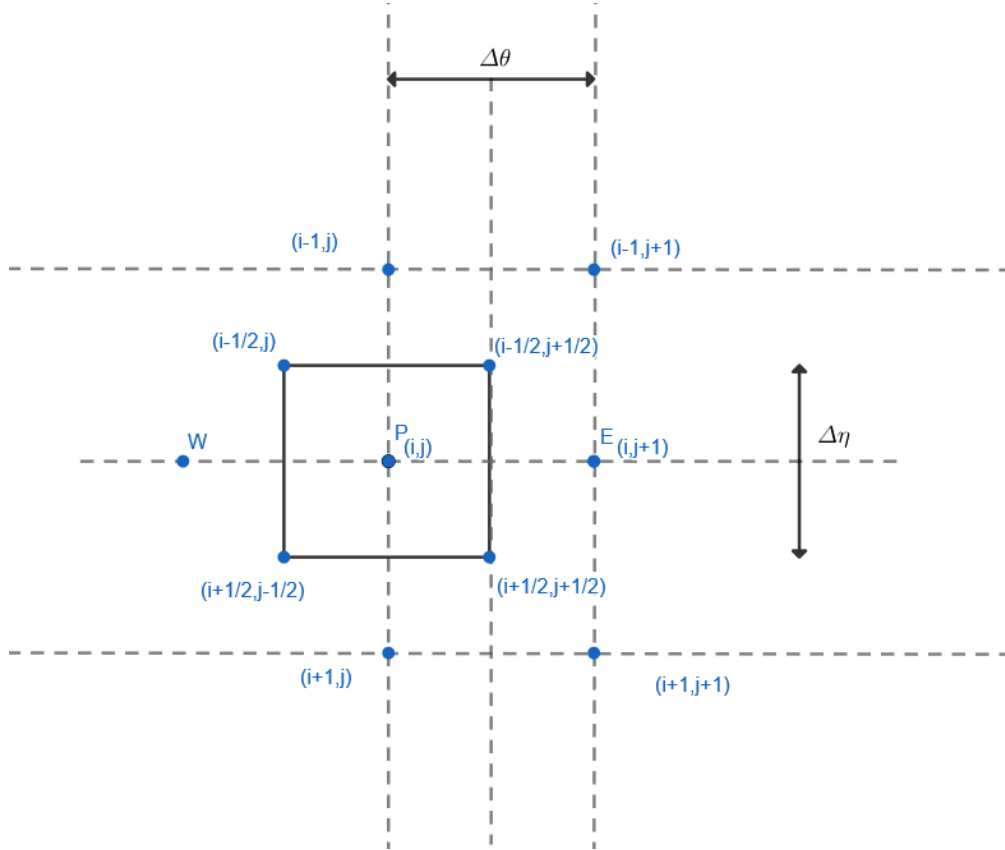 Δθ
(i-1,j)
(i-1,j+1)
(i-1/2,j)
(i-1/2,j+1/2)
W
P
(i,j)
E
(i,j+1)
Δη
(i+1/2,j-1/2)
(i+1/2,j+1/2)
(i+1,j)
(i+1,j+1)